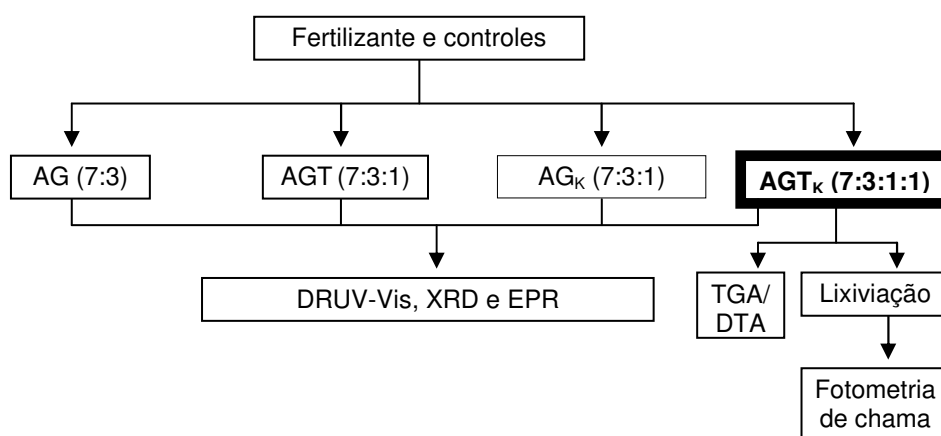 Fertilizante e controles
AG (7:3)
AGT (7:3:1)
AGK (7:3:1)
AGTK (7:3:1:1)
DRUV-Vis, XRD e EPR
TGA/
DTA
Lixiviação
Fotometria
de chama